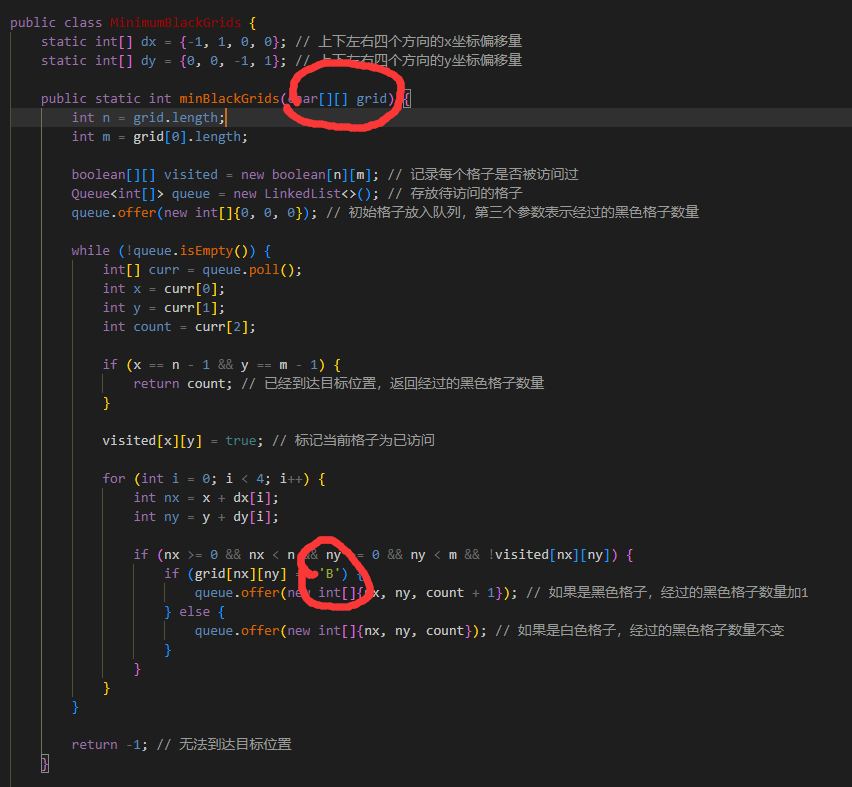 public class MinimumBlackGrids {
static int[] dx = {-1, 1, 0, 0}; // 上下左右四个方向的x坐标偏移量
static int[] dy = {0, 0, -1, 1}; // 上下左右四个方向的y坐标偏移量
public static int minBlackGrids(char[][] grid) {
int n = grid.length;
int m = grid[0].length;
boolean[][] visited = new boolean[n][m]; // 记录每个格子是否被访问过
Queue<int[]> queue = new LinkedList<>(); // 存放待访问的格子
queue.offer(new int[]{0, 0, 0}); // 初始格子放入队列，第三个参数表示经过的黑色格子数量
while (!queue.isEmpty()) {
int[] curr = queue.poll();
int x = curr[0];
int y = curr[1];
int count = curr[2];
if (x == n - 1 && y == m - 1) {
return count; // 已经到达目标位置，返回经过的黑色格子数量
}
visited[x][y] = true; // 标记当前格子为已访问
for (int i = 0; i < 4; i++) {
int nx = x + dx[i];
int ny = y + dy[i];
if (nx >= 0 && nx < n && ny >= 0 && ny < m && !visited[nx][ny]) {
if (grid[nx][ny] == 'B') {
queue.offer(new int[]{nx, ny, count + 1}); // 如果是黑色格子，经过的黑色格子数量加1
} else {
queue.offer(new int[]{nx, ny, count}); // 如果是白色格子，经过的黑色格子数量不变
}
}
}
}
return -1; // 无法到达目标位置
}